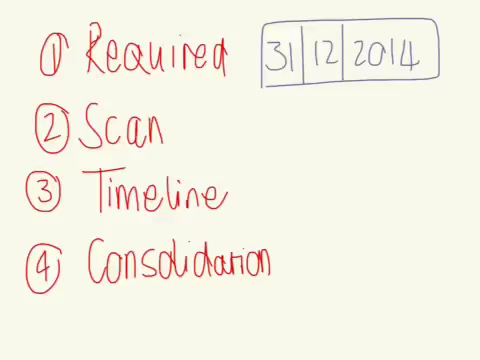 ① Required 31 12 2014
② Scan
③ Timeline
④ Consolidation